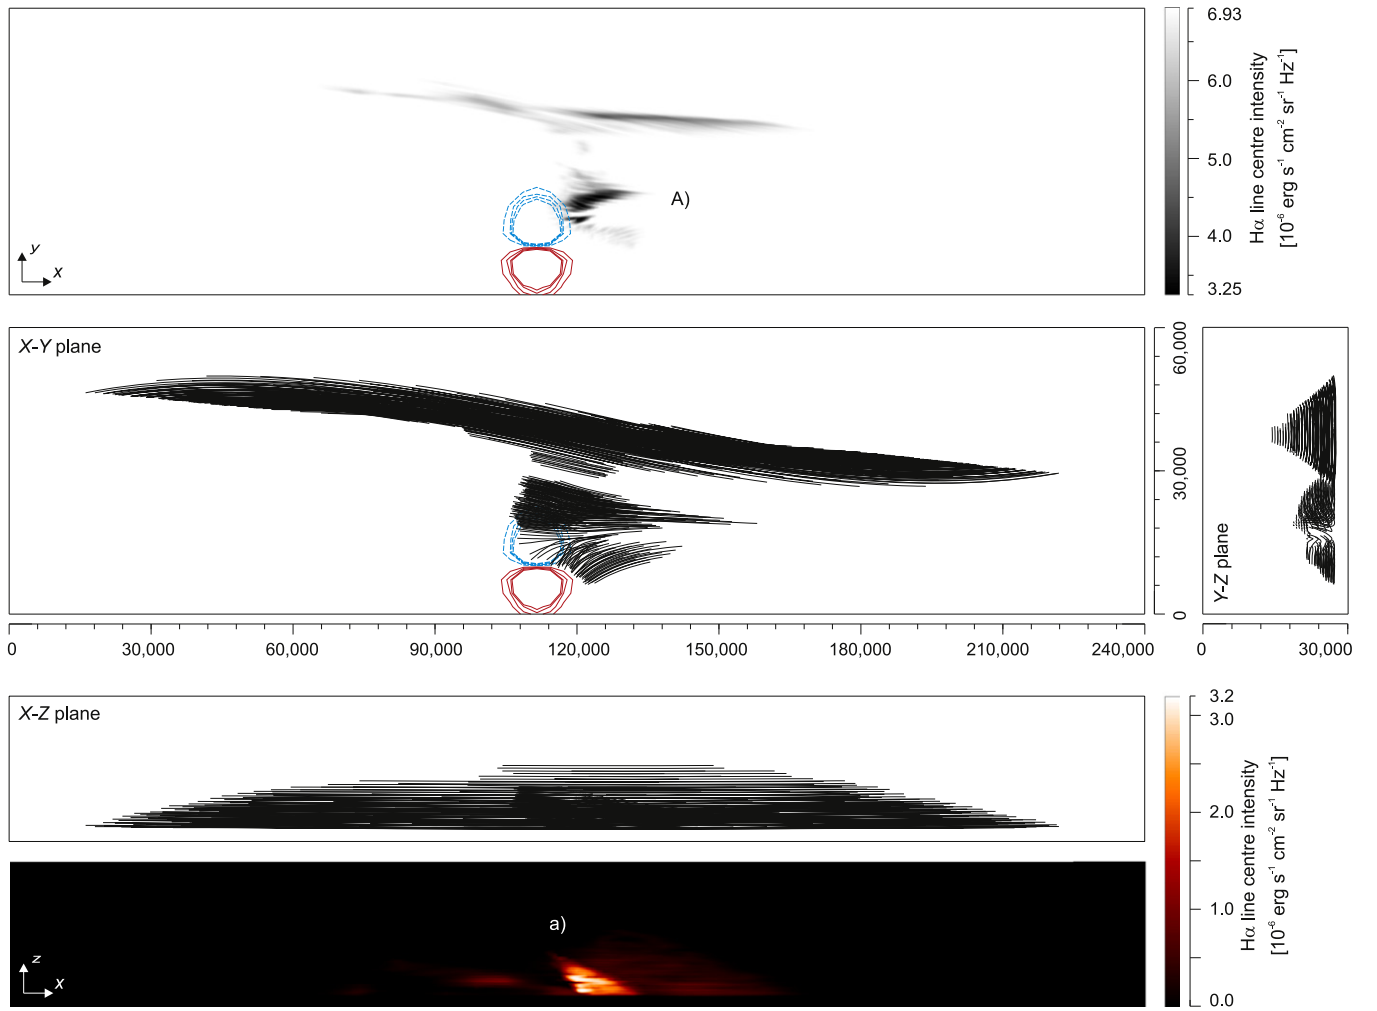 6.93
6.0
5.0
4.0
3.25
Hα line centre intensity
[10⁻⁶ erg s⁻¹ cm⁻² sr⁻¹ Hz⁻¹]
A)
y
x
X-Y plane
60,000
30,000
0
Y-Z plane
0
30,000
60,000
90,000
120,000
150,000
180,000
210,000
240,000
0
30,000
X-Z plane
3.2
3.0
2.0
1.0
0.0
Hα line centre intensity
[10⁻⁶ erg s⁻¹ cm⁻² sr⁻¹ Hz⁻¹]
a)
z
x